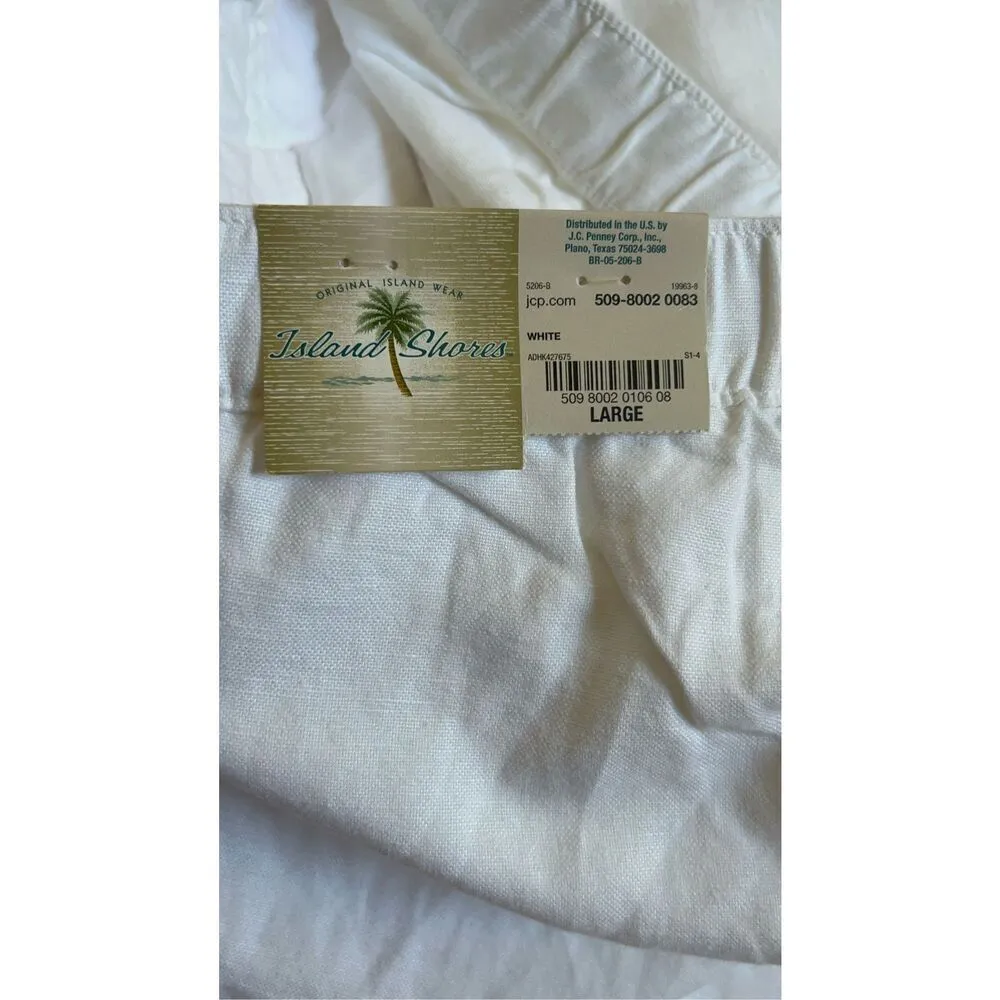 ORIGINAL ISLAND WEAR
Island Shores
Distributed in the U.S. by
J.C. Penney Corp., Inc.,
Plano, Texas 75024-3698
BR-05-206-B
5206-B 19963-8
jcp.com 509-8002 0083
WHITE
ADHK427675 S1-4
509 8002 0106 08
LARGE